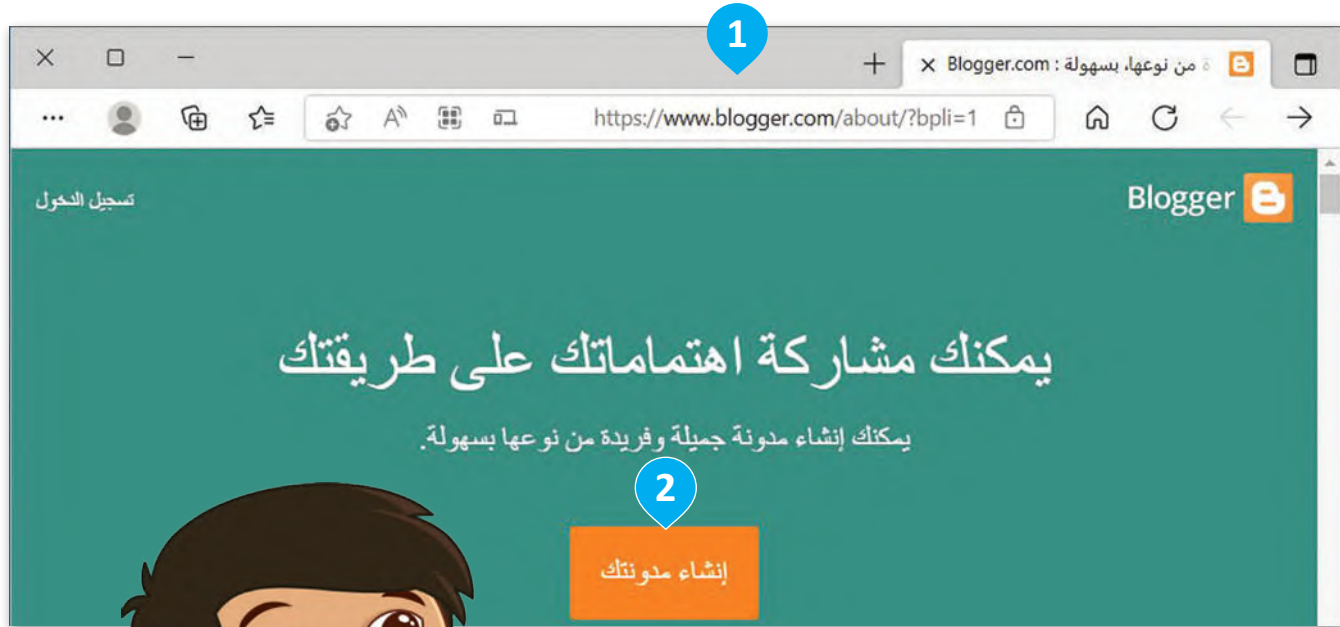 1
ة من نوعها، بسهولة : Blogger.com
https://www.blogger.com/about/?bpli=1
Blogger
تسجيل الدخول
يمكنك مشاركة اهتماماتك على طريقتك
يمكنك إنشاء مدونة جميلة وفريدة من نوعها بسهولة.
2
إنشاء مدونتك